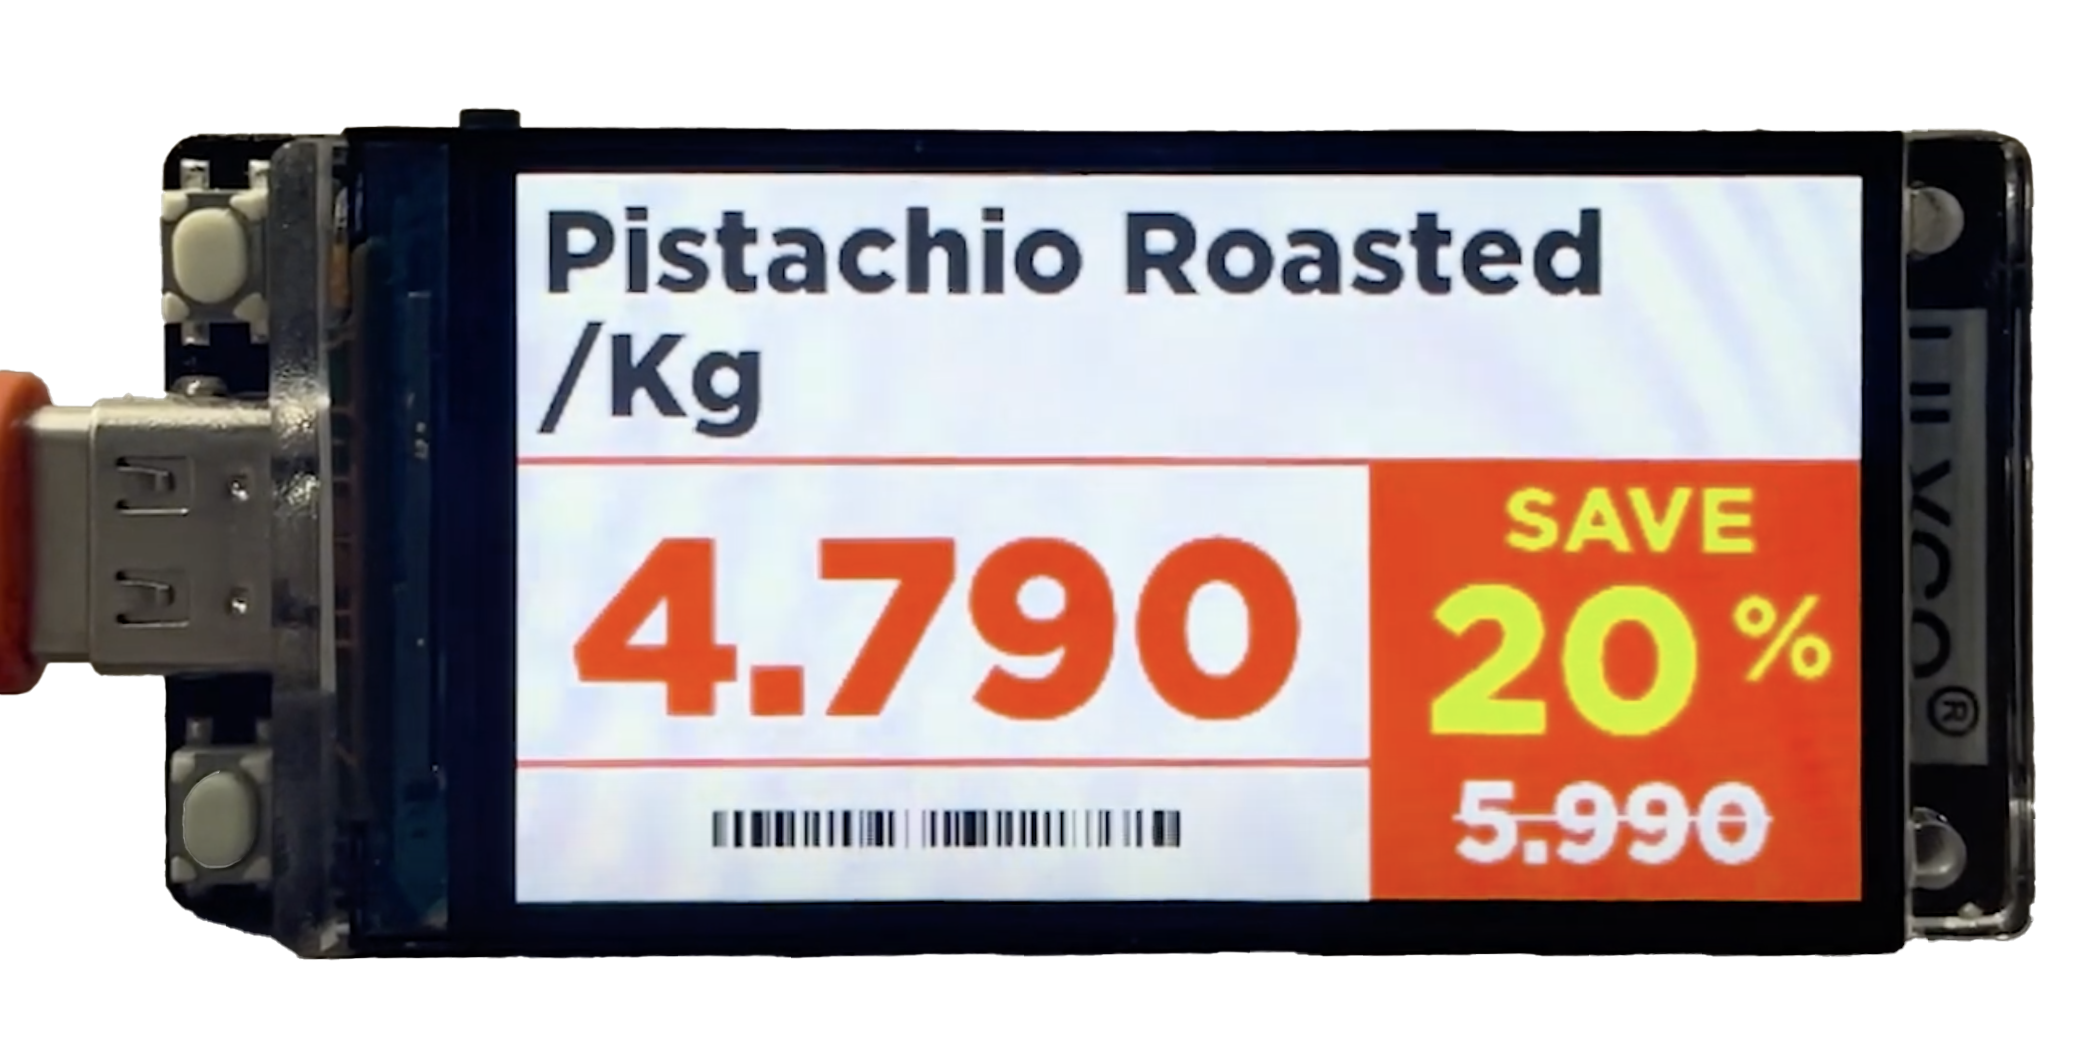 Pistachio Roasted
/Kg
4.790
SAVE
20 %
5.990
®